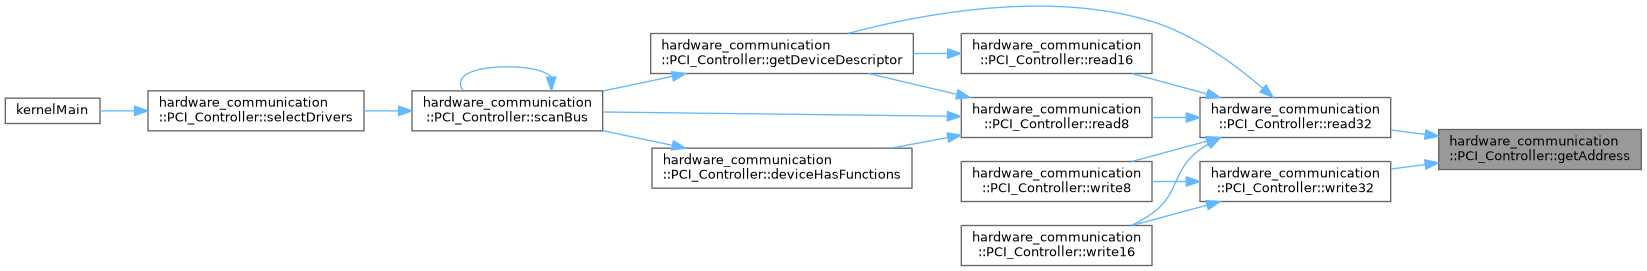 kernelMain
hardware_communication
::PCI_Controller::selectDrivers
hardware_communication
::PCI_Controller::scanBus
hardware_communication
::PCI_Controller::getDeviceDescriptor
hardware_communication
::PCI_Controller::deviceHasFunctions
hardware_communication
::PCI_Controller::read16
hardware_communication
::PCI_Controller::read8
hardware_communication
::PCI_Controller::write8
hardware_communication
::PCI_Controller::write16
hardware_communication
::PCI_Controller::read32
hardware_communication
::PCI_Controller::write32
hardware_communication
::PCI_Controller::getAddress